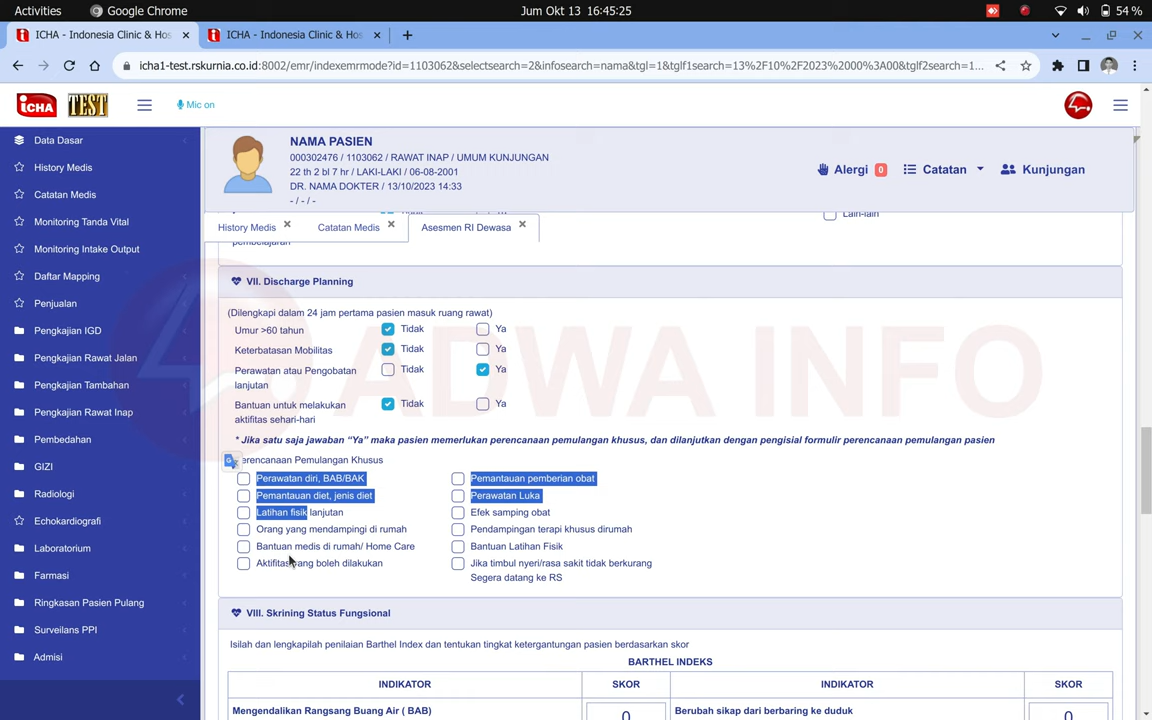 Activities
Google Chrome
Jum Okt 13 16:45:25
54 %
ICHA - Indonesia Clinic & Hos
ICHA - Indonesia Clinic & Hos
icha1-test.rskurnia.co.id:8002/emr/indexemrmode?id=1103062&selectsearch=2&infosearch=nama&tgl=1&tglf1search=13%2F10%2F2023%2000%3A00&tglf2search=1...
iCHA TEST
Mic on
Data Dasar
History Medis
Catatan Medis
Monitoring Tanda Vital
Monitoring Intake Output
Daftar Mapping
Penjualan
Pengkajian IGD
Pengkajian Rawat Jalan
Pengkajian Tambahan
Pengkajian Rawat Inap
Pembedahan
GIZI
Radiologi
Echokardiografi
Laboratorium
Farmasi
Ringkasan Pasien Pulang
Surveilans PPI
Admisi
NAMA PASIEN
000302476 / 1103062 / RAWAT INAP / UMUM KUNJUNGAN
22 th 2 bl 7 hr / LAKI-LAKI / 06-08-2001
DR. NAMA DOKTER / 13/10/2023 14:33
- / - / -
Alergi 0
Catatan
Kunjungan
History Medis
Catatan Medis
Asesmen RI Dewasa
Lain-lain
pembelajaran
VII. Discharge Planning
(Dilengkapi dalam 24 jam pertama pasien masuk ruang rawat)
Umur >60 tahun Tidak Ya
Keterbatasan Mobilitas Tidak Ya
Perawatan atau Pengobatan Tidak Ya
lanjutan
Bantuan untuk melakukan Tidak Ya
aktifitas sehari-hari
* Jika satu saja jawaban “Ya” maka pasien memerlukan perencanaan pemulangan khusus, dan dilanjutkan dengan pengisial formulir perencanaan pemulangan pasien
erencanaan Pemulangan Khusus
Perawatan diri, BAB/BAK Pemantauan pemberian obat
Pemantauan diet, jenis diet Perawatan Luka
Latihan fisik lanjutan Efek samping obat
Orang yang mendampingi di rumah Pendampingan terapi khusus dirumah
Bantuan medis di rumah/ Home Care Bantuan Latihan Fisik
Aktifitas ang boleh dilakukan Jika timbul nyeri/rasa sakit tidak berkurang
Segera datang ke RS
VIII. Skrining Status Fungsional
Isilah dan lengkapilah penilaian Barthel Index dan tentukan tingkat ketergantungan pasien berdasarkan skor
BARTHEL INDEKS
INDIKATOR SKOR INDIKATOR SKOR
Mengendalikan Rangsang Buang Air ( BAB) 0 Berubah sikap dari berbaring ke duduk 0
ADWA INFO